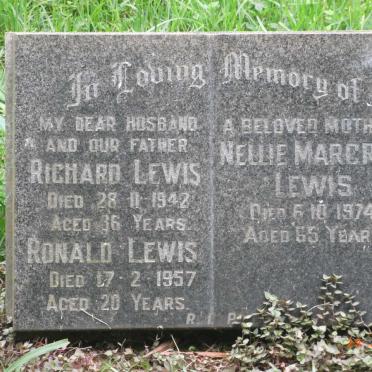 In Loving Memory of
MY DEAR HUSBAND
AND OUR FATHER
RICHARD LEWIS
DIED 28 11 1942
AGED 36 YEARS.
RONALD LEWIS
DIED 17 2 1957
AGED 20 YEARS.
A BELOVED MOTH
NELLIE MARGR
LEWIS
DIED 6 10 1974
AGED 65 YEAR
R.I.P.